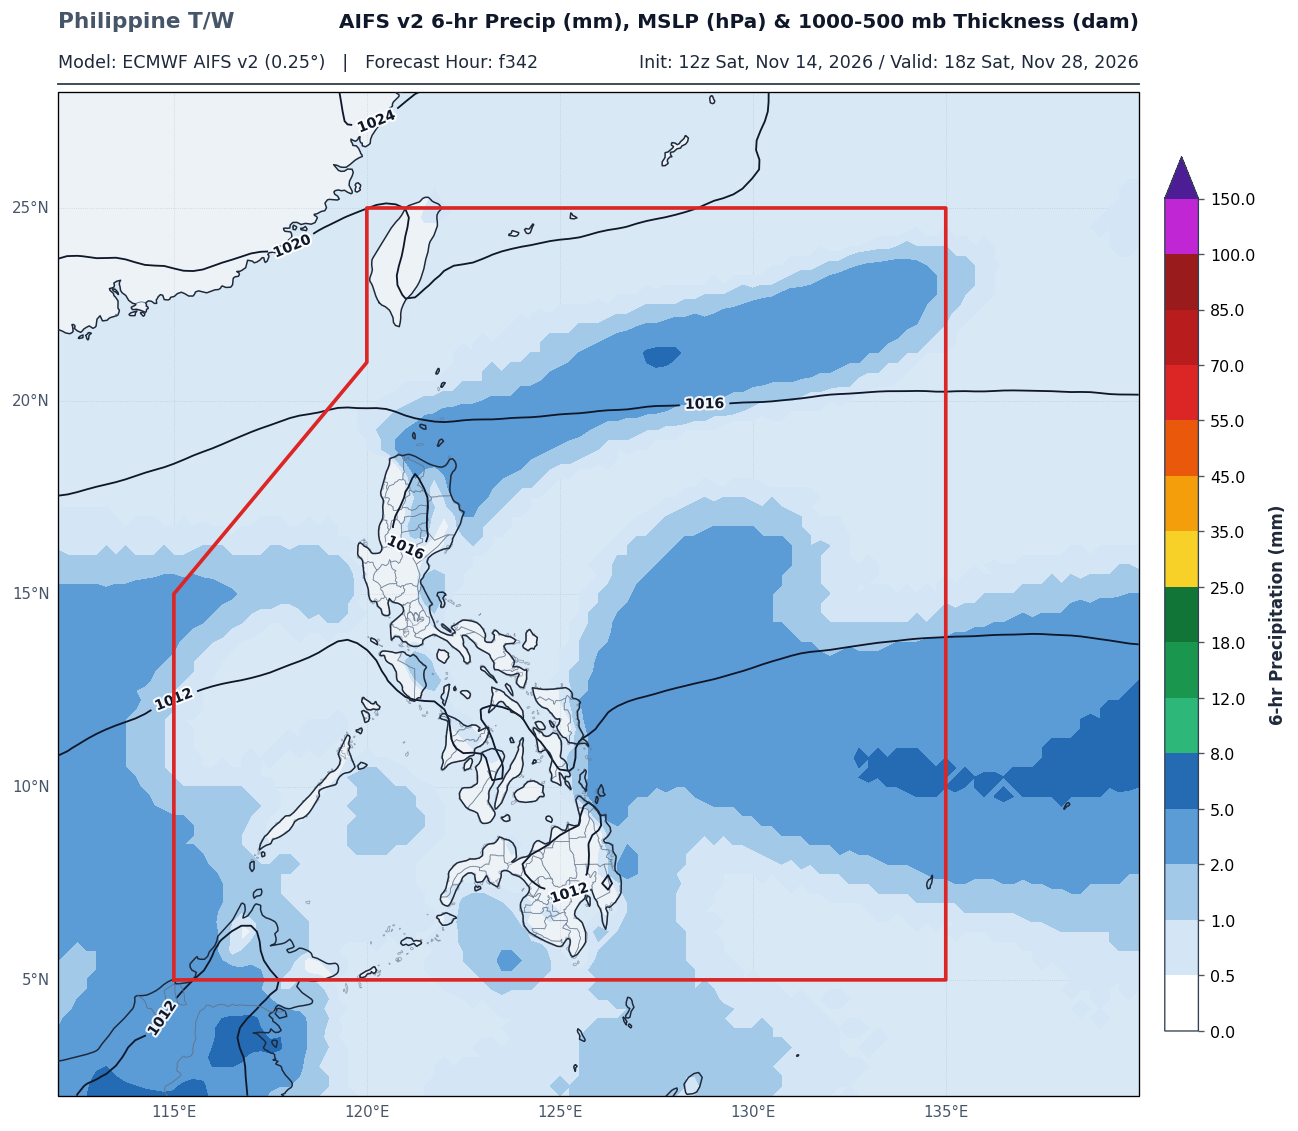 Philippine T/W
AIFS v2 6-hr Precip (mm), MSLP (hPa) & 1000-500 mb Thickness (dam)
Model: ECMWF AIFS v2 (0.25°)   |   Forecast Hour: f342
Init: 12z Sat, Nov 14, 2026 / Valid: 18z Sat, Nov 28, 2026
1024
1020
1016
1016
1012
1012
1012
25°N
20°N
15°N
10°N
5°N
115°E
120°E
125°E
130°E
135°E
150.0
100.0
85.0
70.0
55.0
45.0
35.0
25.0
18.0
12.0
8.0
5.0
2.0
1.0
0.5
0.0
6-hr Precipitation (mm)